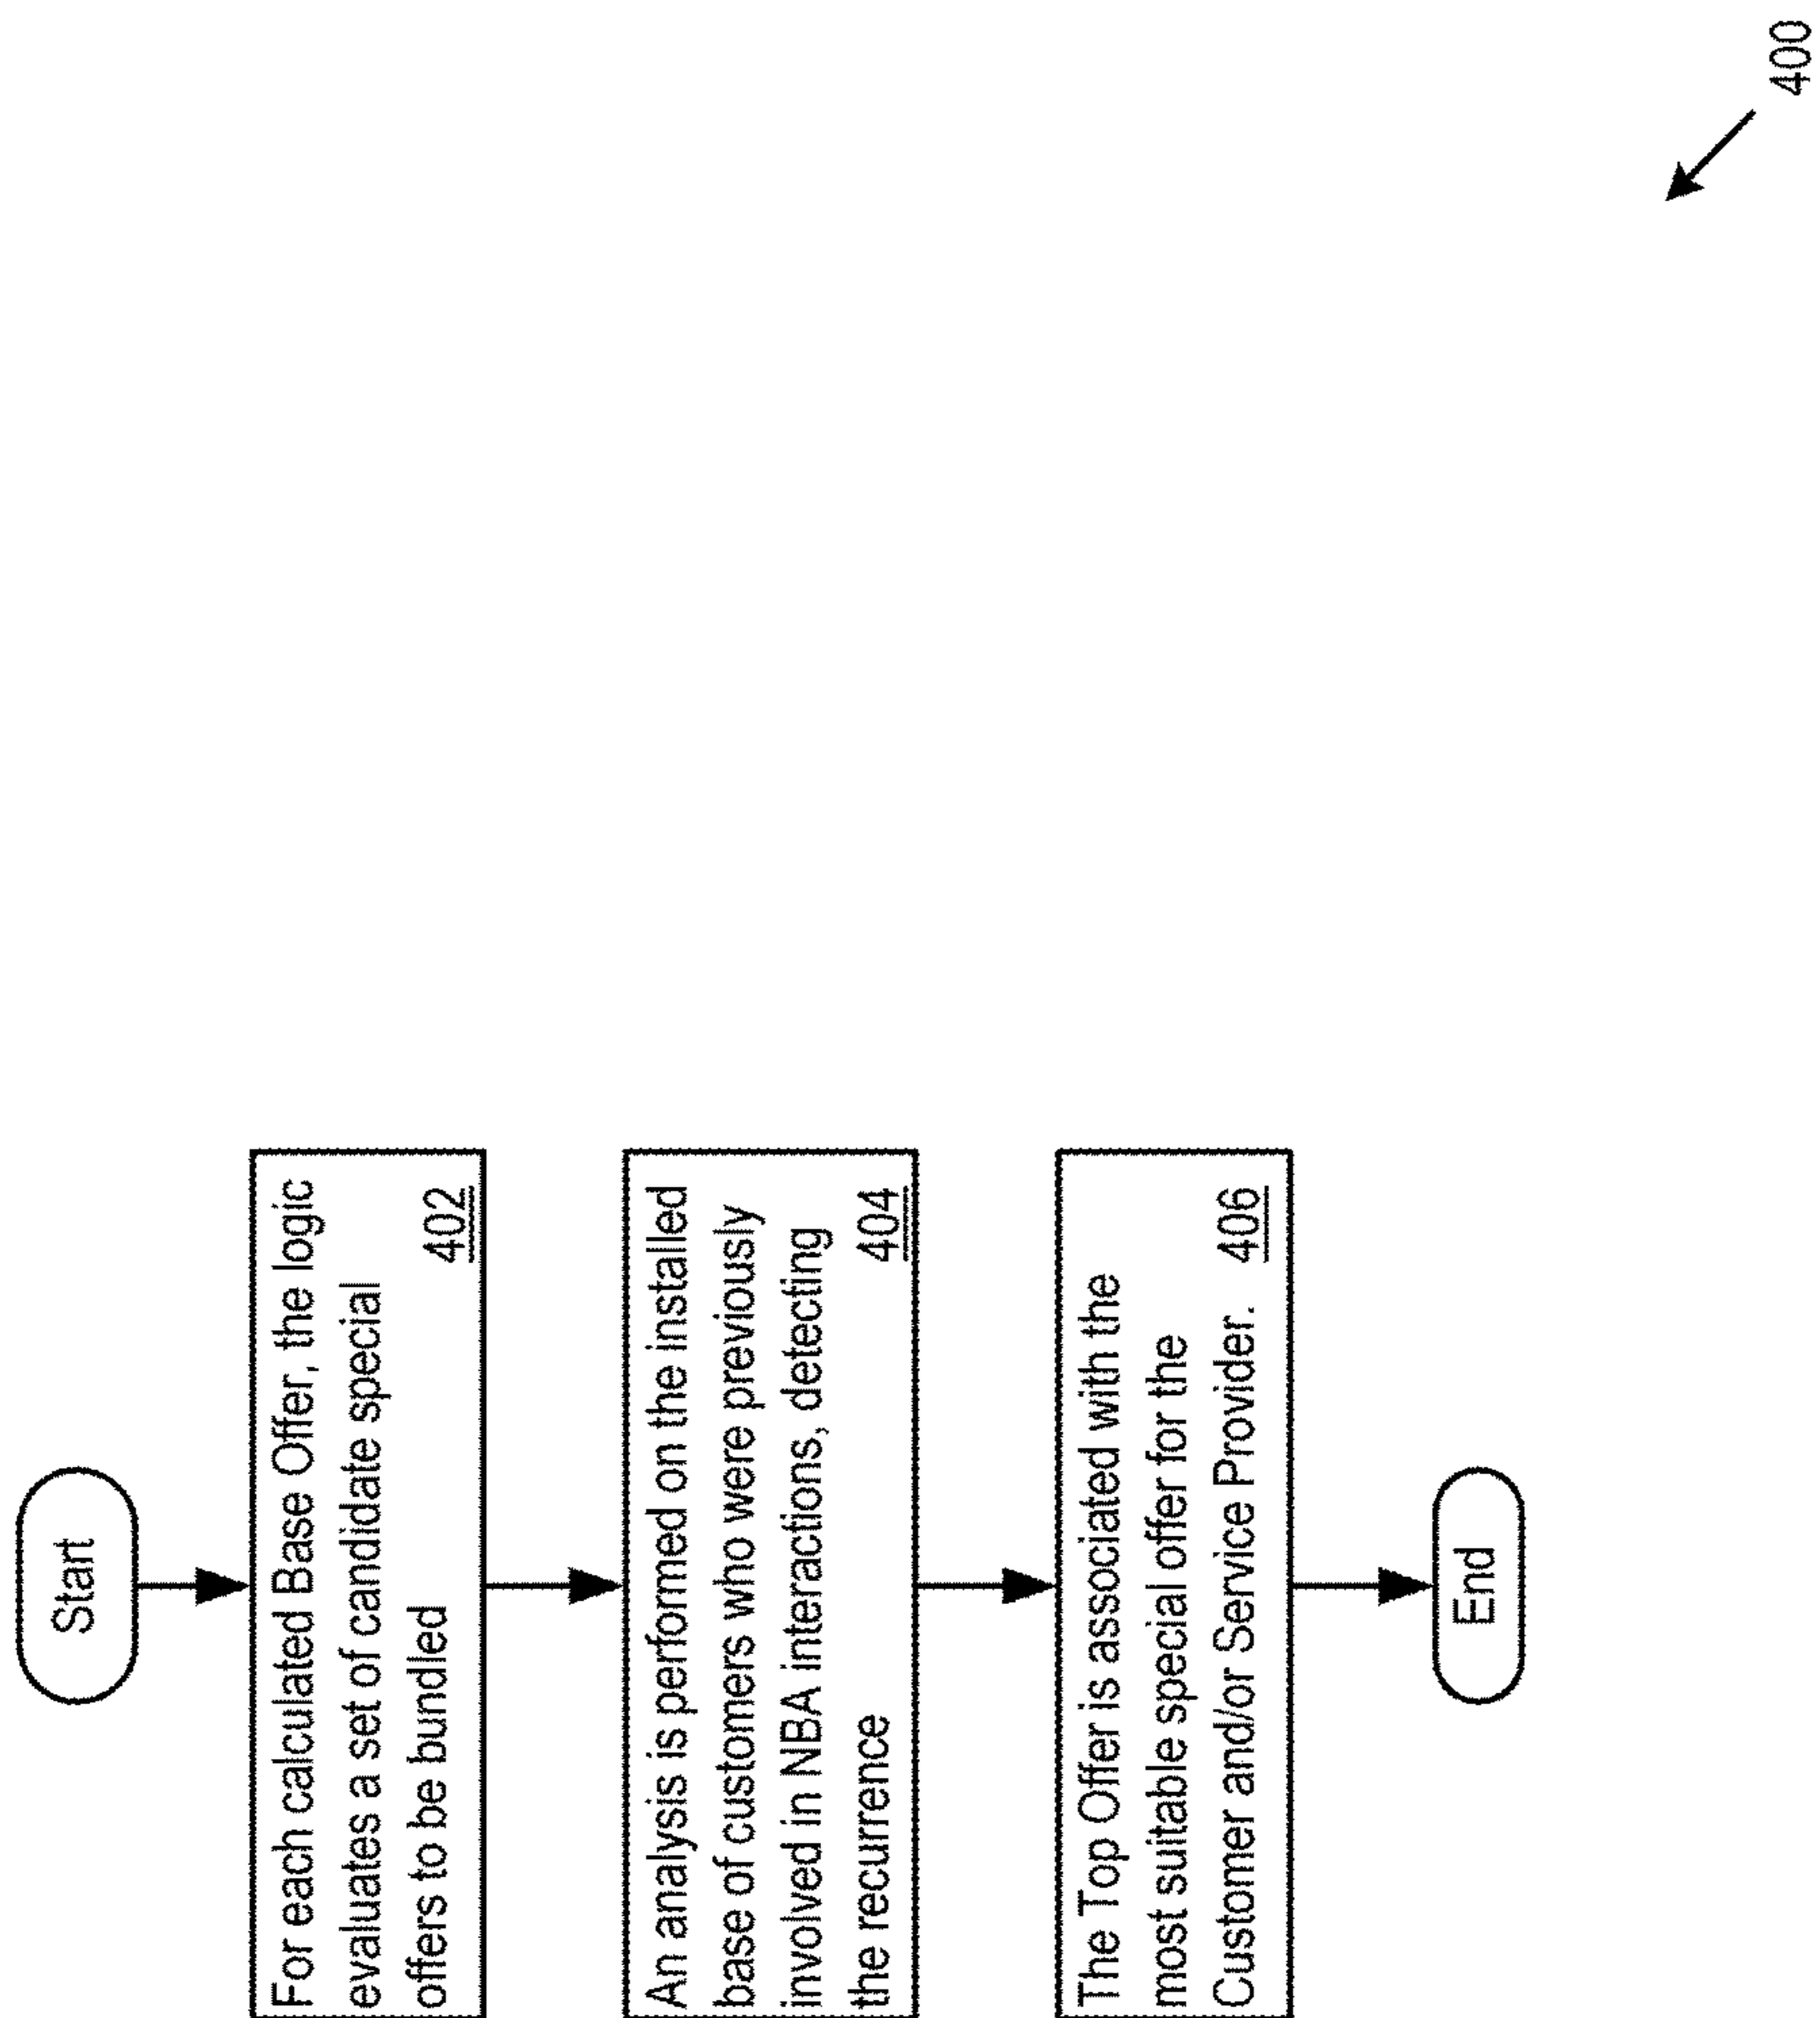 Start
For each calculated Base Offer, the logic
evaluates a set of candidate special
offers to be bundled 402
An analysis is performed on the installed
base of customers who were previously
involved in NBA interactions, detecting
the recurrence 404
The Top Offer is associated with the
most suitable special offer for the
Customer and/or Service Provider. 406
End
400